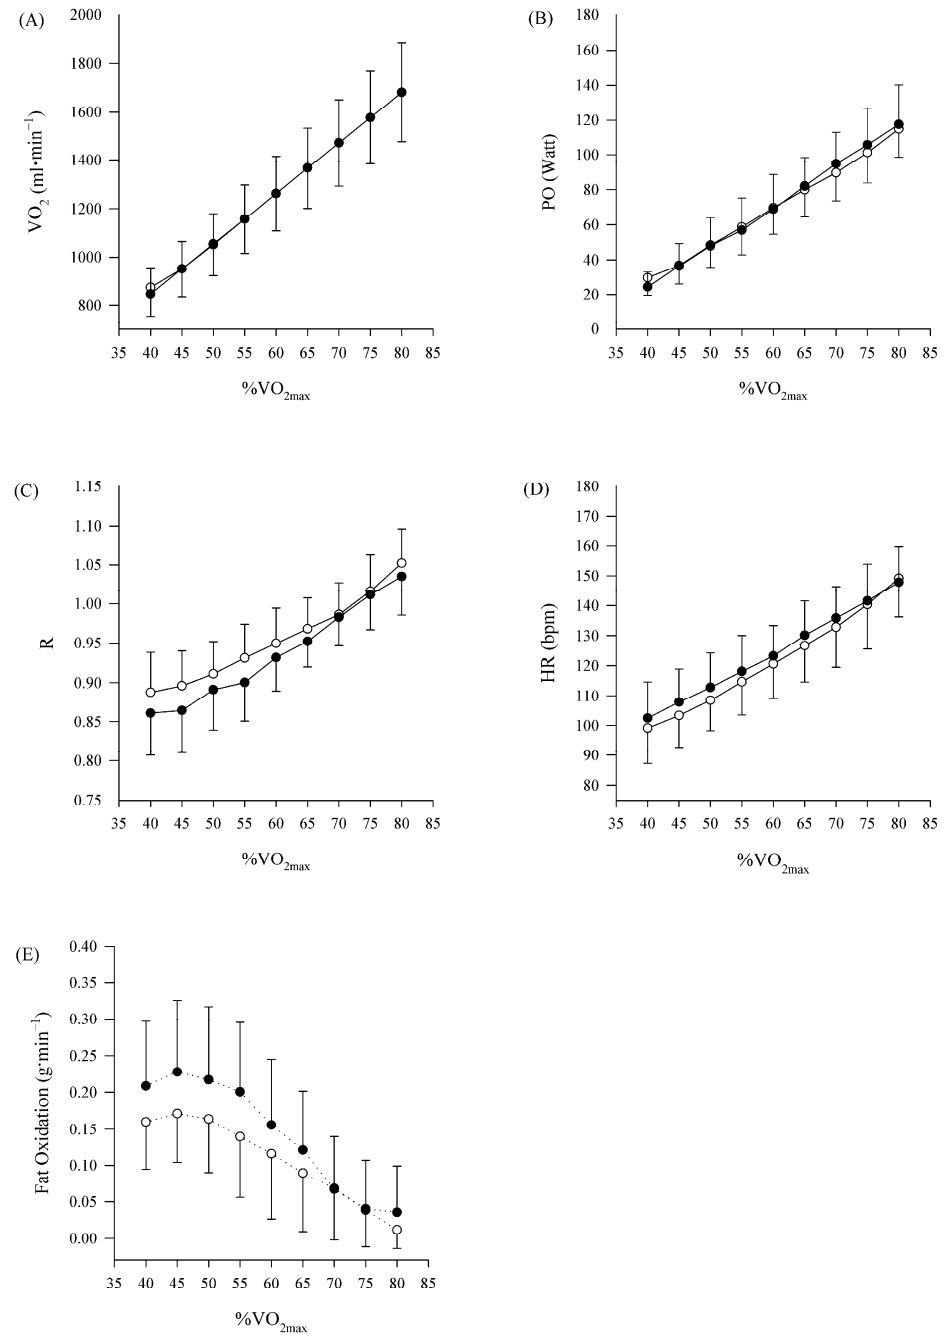 (A)
2000
1800
1600
1400
1200
1000
800
VO2 (ml·min−1)
35 40 45 50 55 60 65 70 75 80 85
%VO2max
(B)
180
160
140
120
100
80
60
40
20
0
PO (Watt)
35 40 45 50 55 60 65 70 75 80 85
%VO2max
(C)
1.15
1.10
1.05
1.00
0.95
0.90
0.85
0.80
0.75
R
35 40 45 50 55 60 65 70 75 80 85
%VO2max
(D)
180
170
160
150
140
130
120
110
100
90
80
HR (bpm)
35 40 45 50 55 60 65 70 75 80 85
%VO2max
(E)
0.40
0.35
0.30
0.25
0.20
0.15
0.10
0.05
0.00
Fat Oxidation (g·min−1)
35 40 45 50 55 60 65 70 75 80 85
%VO2max